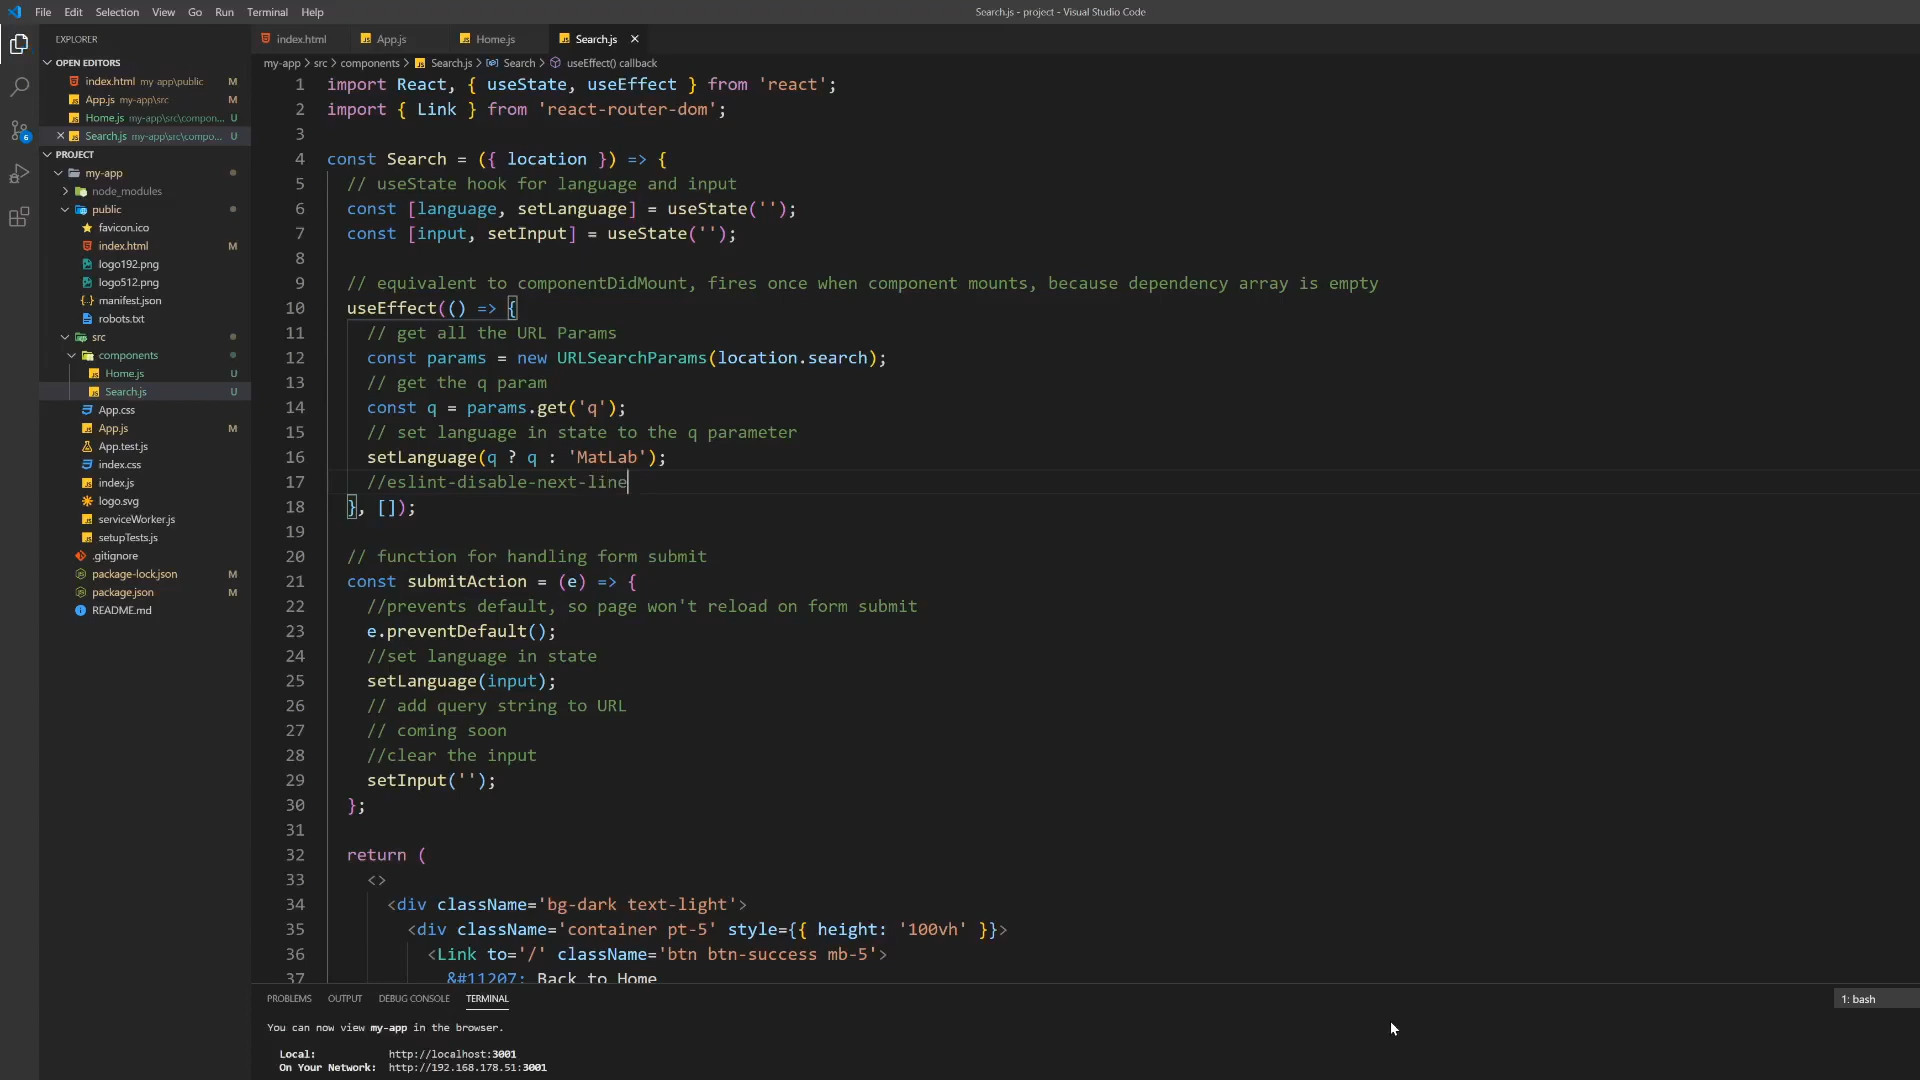 File Edit Selection View Go Run Terminal Help
Search.js - project - Visual Studio Code
EXPLORER
OPEN EDITORS
index.html my-app\public M
App.js my-app\src M
Home.js my-app\src\compon... U
Search.js my-app\src\compo... U
PROJECT
my-app
node_modules
public
favicon.ico
index.html M
logo192.png
logo512.png
manifest.json
robots.txt
src
components
Home.js U
Search.js U
App.css
App.js M
App.test.js
index.css
index.js
logo.svg
serviceWorker.js
setupTests.js
.gitignore
package-lock.json M
package.json M
README.md
6
index.html App.js Home.js Search.js
my-app > src > components > Search.js > Search > useEffect() callback
1 import React, { useState, useEffect } from 'react';
2 import { Link } from 'react-router-dom';
3
4 const Search = ({ location }) => {
5 // useState hook for language and input
6 const [language, setLanguage] = useState('');
7 const [input, setInput] = useState('');
8
9 // equivalent to componentDidMount, fires once when component mounts, because dependency array is empty
10 useEffect(() => {
11 // get all the URL Params
12 const params = new URLSearchParams(location.search);
13 // get the q param
14 const q = params.get('q');
15 // set language in state to the q parameter
16 setLanguage(q ? q : 'MatLab');
17 //eslint-disable-next-line
18 }, []);
19
20 // function for handling form submit
21 const submitAction = (e) => {
22 //prevents default, so page won't reload on form submit
23 e.preventDefault();
24 //set language in state
25 setLanguage(input);
26 // add query string to URL
27 // coming soon
28 //clear the input
29 setInput('');
30 };
31
32 return (
33 <>
34 <div className='bg-dark text-light'>
35 <div className='container pt-5' style={{ height: '100vh' }}>
36 <Link to='/' className='btn btn-success mb-5'>
37 &#11207; Back to Home
PROBLEMS OUTPUT DEBUG CONSOLE TERMINAL
1: bash
You can now view my-app in the browser.
Local: http://localhost:3001
On Your Network: http://192.168.178.51:3001